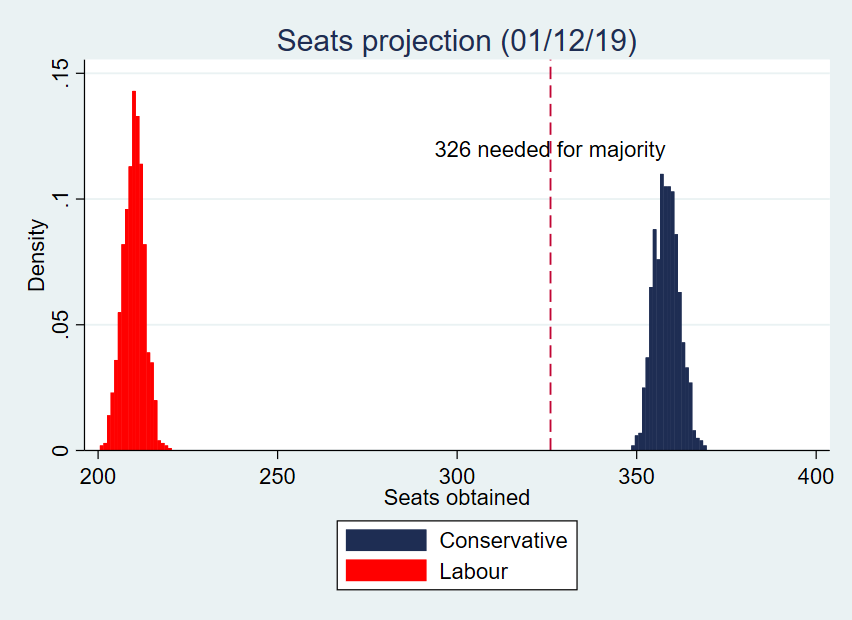 Seats projection (01/12/19)
.15
326 needed for majority
.1
Density
.05
0
200 250 300 350 400
Seats obtained
Conservative
Labour